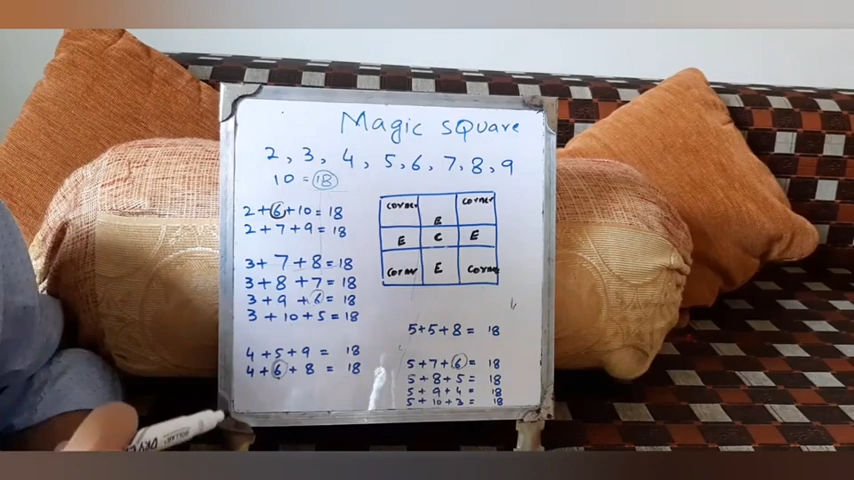 Magic SQuare
2, 3, 4, 5, 6, 7, 8, 9
10 = 18
2+6+10 = 18
2+7+9 = 18
3+7+8 = 18
3+8+7 = 18
3+9+6 = 18
3+10+5 = 18
4+5+9 = 18
4+6+8 = 18
corner E corner
E C E
corner E corner
5+5+8 = 18
5+7+6 = 18
5+8+5 = 18
5+9+4 = 18
5+10+3 = 18